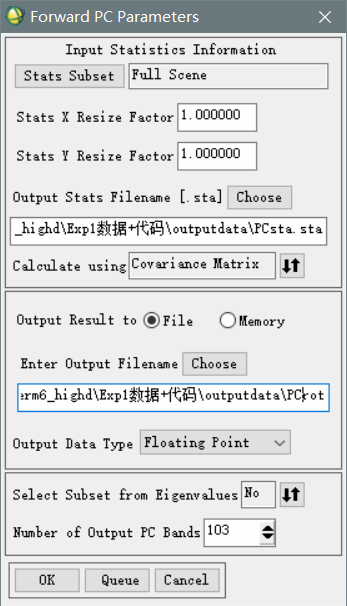 Forward PC Parameters
Input Statistics Information
Stats Subset Full Scene
Stats X Resize Factor 1.000000
Stats Y Resize Factor 1.000000
Output Stats Filename [.sta] Choose
_highd\Exp1数据+代码\outputdata\PCsta.sta
Calculate using Covariance Matrix
Output Result to File Memory
Enter Output Filename Choose
erm6_highd\Exp1数据+代码\outputdata\PCrot
Output Data Type Floating Point
Select Subset from Eigenvalues No
Number of Output PC Bands 103
OK Queue Cancel